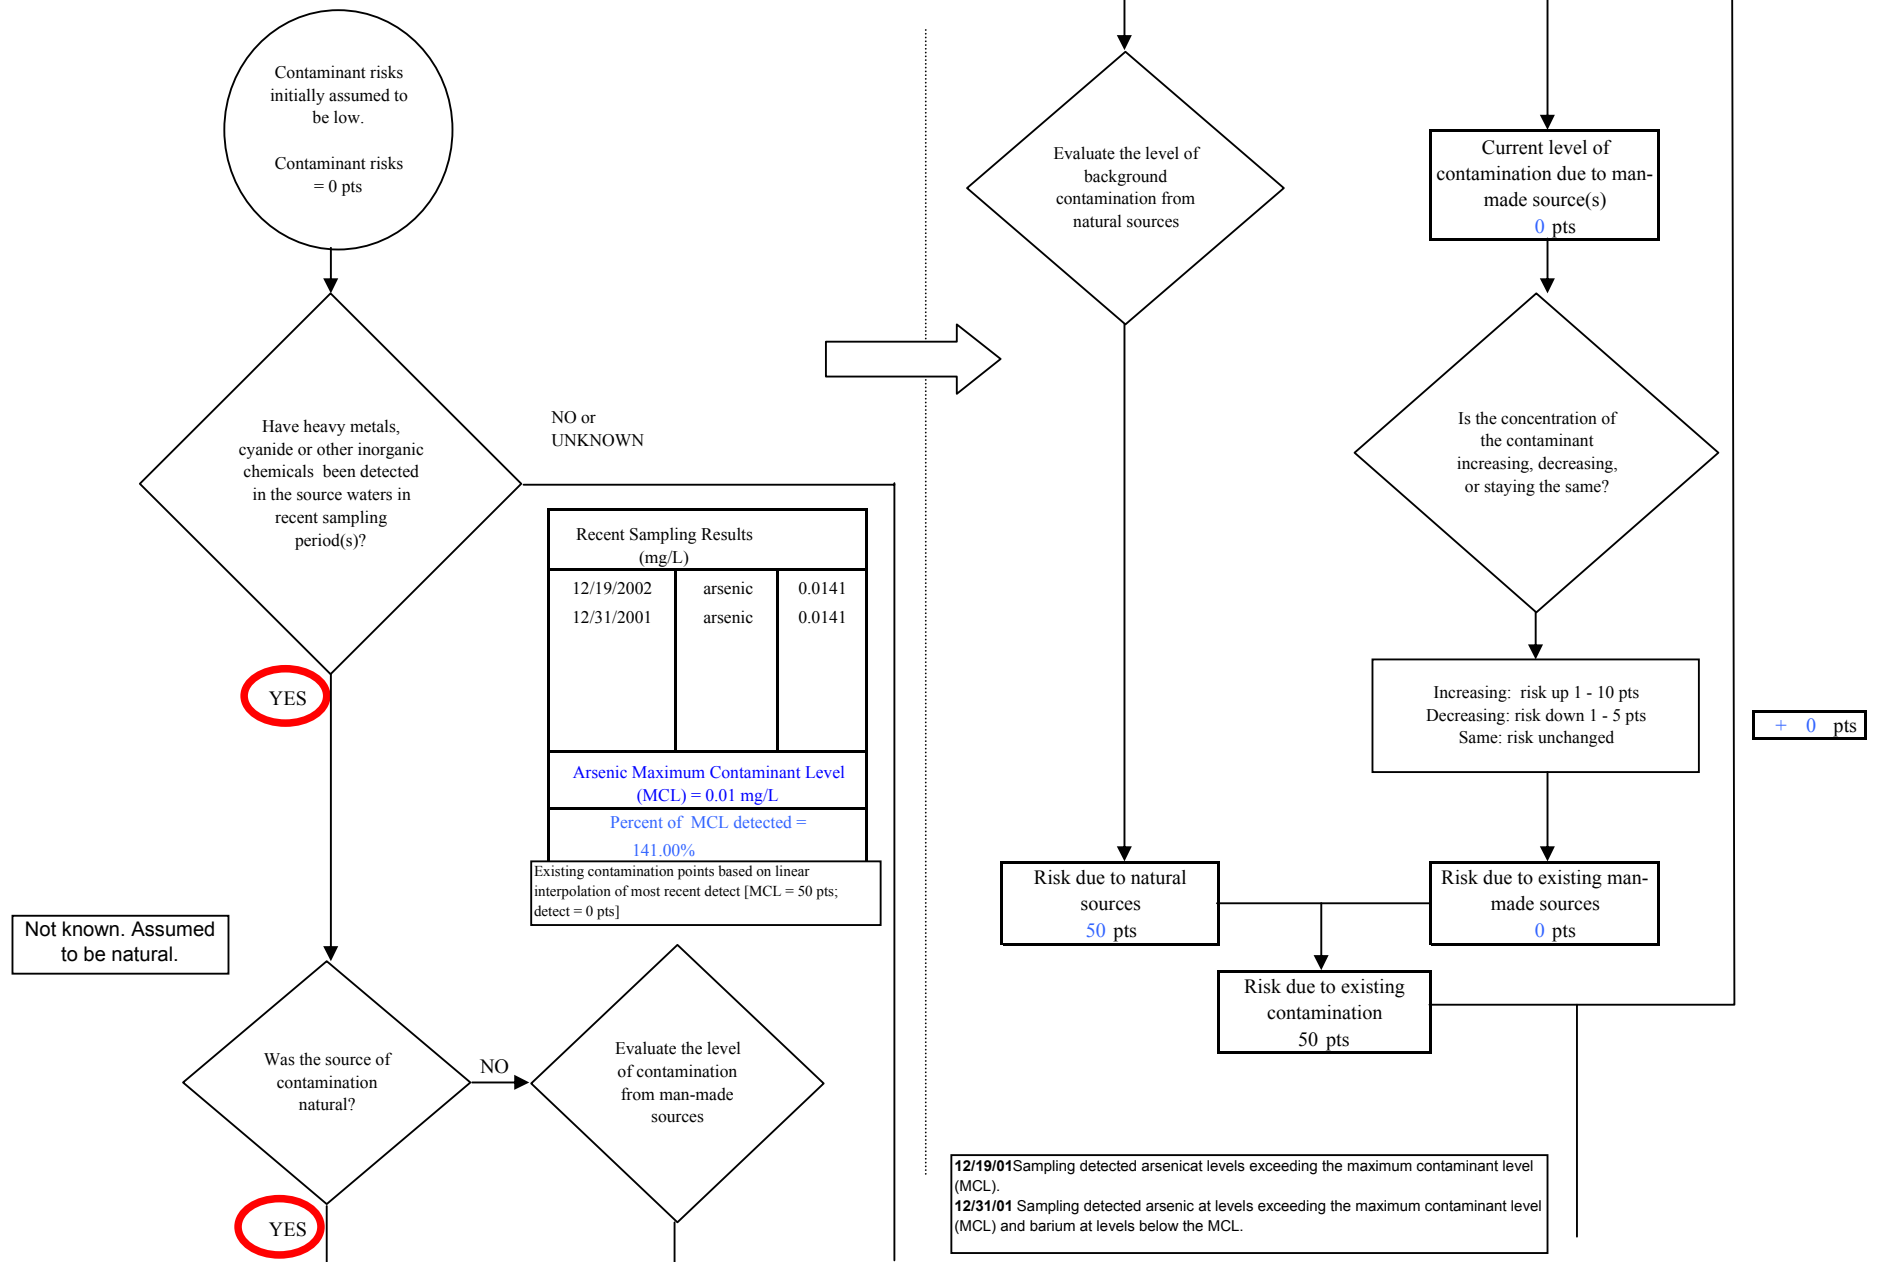 Contaminant risks
initially assumed to
be low.
Contaminant risks
= 0 pts
Have heavy metals,
cyanide or other inorganic
chemicals  been detected
in the source waters in
recent sampling
period(s)?
NO or
UNKNOWN
YES
Recent Sampling Results
(mg/L)
12/19/2002 arsenic 0.0141
12/31/2001 arsenic 0.0141
Arsenic Maximum Contaminant Level
(MCL) = 0.01 mg/L
Percent of  MCL detected =
141.00%
Existing contamination points based on linear
interpolation of most recent detect [MCL = 50 pts;
detect = 0 pts]
Not known. Assumed
to be natural.
Was the source of
contamination
natural?
NO
YES
Evaluate the level
of contamination
from man-made
sources
Evaluate the level of
background
contamination from
natural sources
Current level of
contamination due to man-
made source(s)
0 pts
Is the concentration of
the contaminant
increasing, decreasing,
or staying the same?
Increasing:  risk up 1 - 10 pts
Decreasing: risk down 1 - 5 pts
Same: risk unchanged
+ 0 pts
Risk due to natural
sources
50 pts
Risk due to existing man-
made sources
0 pts
Risk due to existing
contamination
50 pts
12/19/01Sampling detected arsenicat levels exceeding the maximum contaminant level
(MCL).
12/31/01 Sampling detected arsenic at levels exceeding the maximum contaminant level
(MCL) and barium at levels below the MCL.